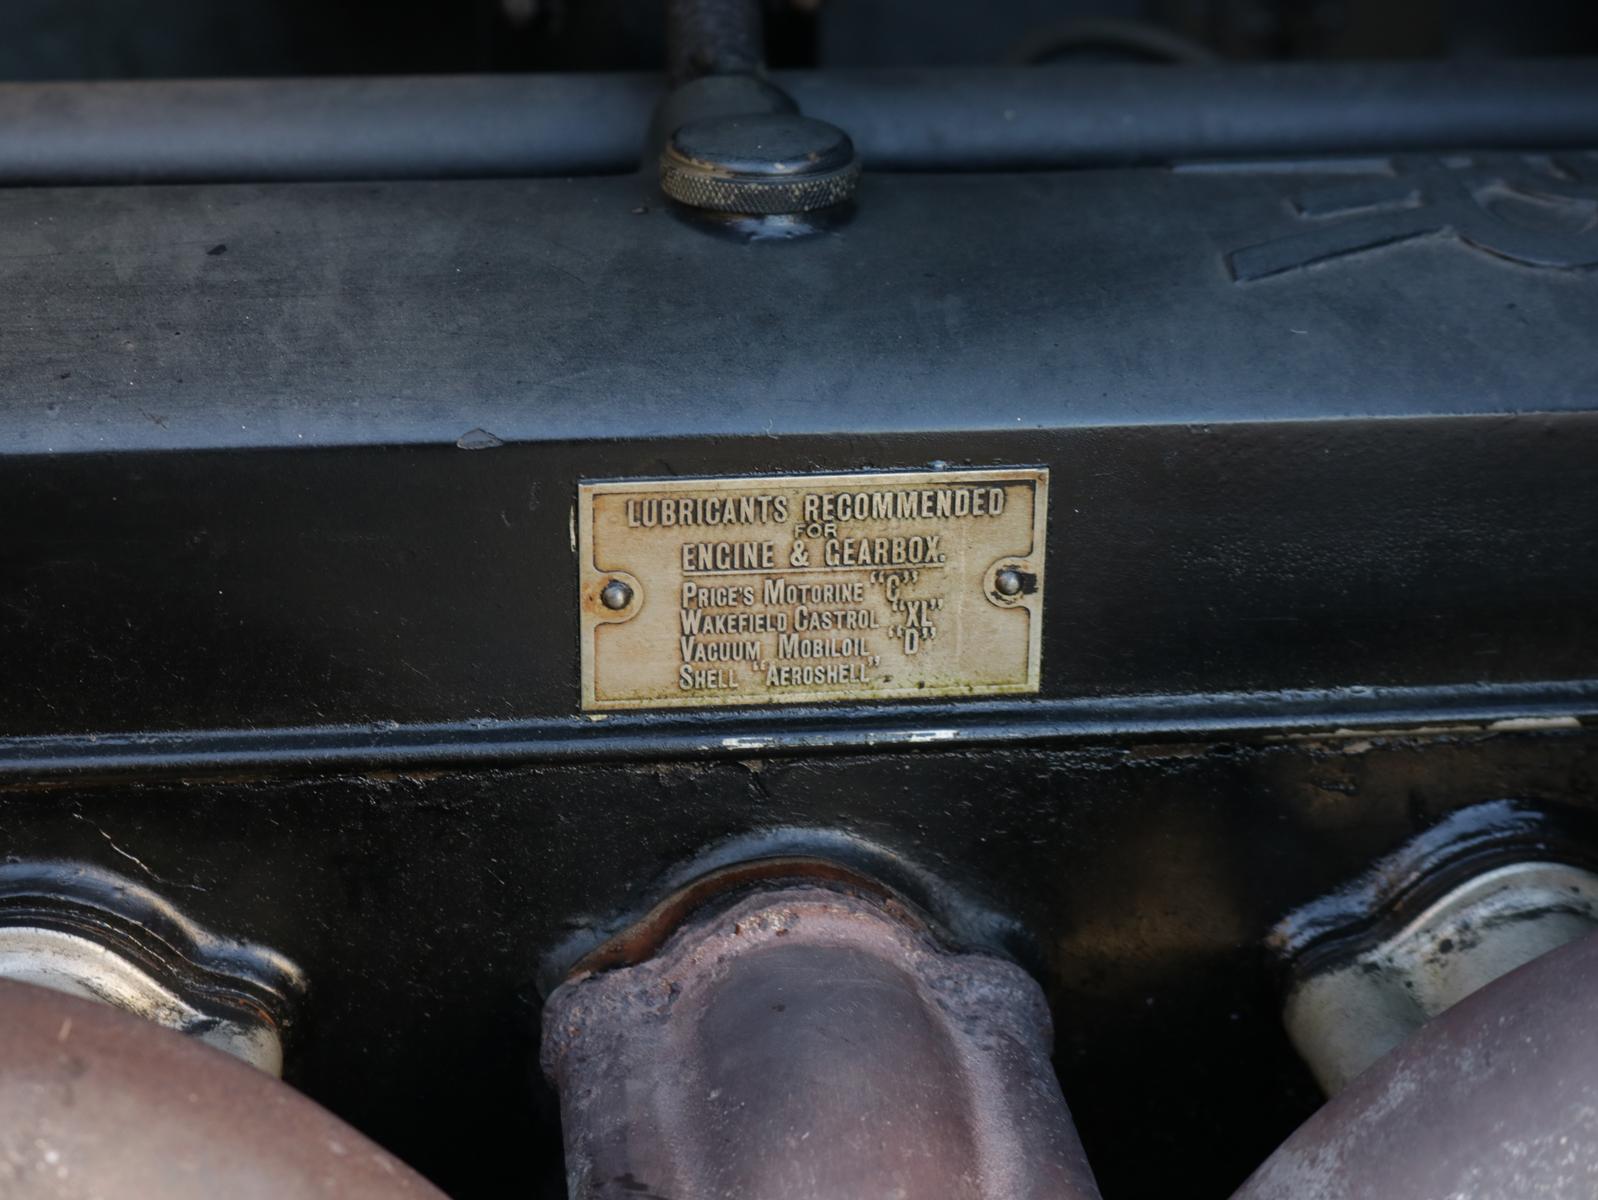 LUBRICANTS RECOMMENDED
FOR
ENGINE & GEARBOX.
PRICE'S MOTORINE "C"
WAKEFIELD CASTROL "XL"
VACUUM MOBILOIL "D"
SHELL "AEROSHELL"